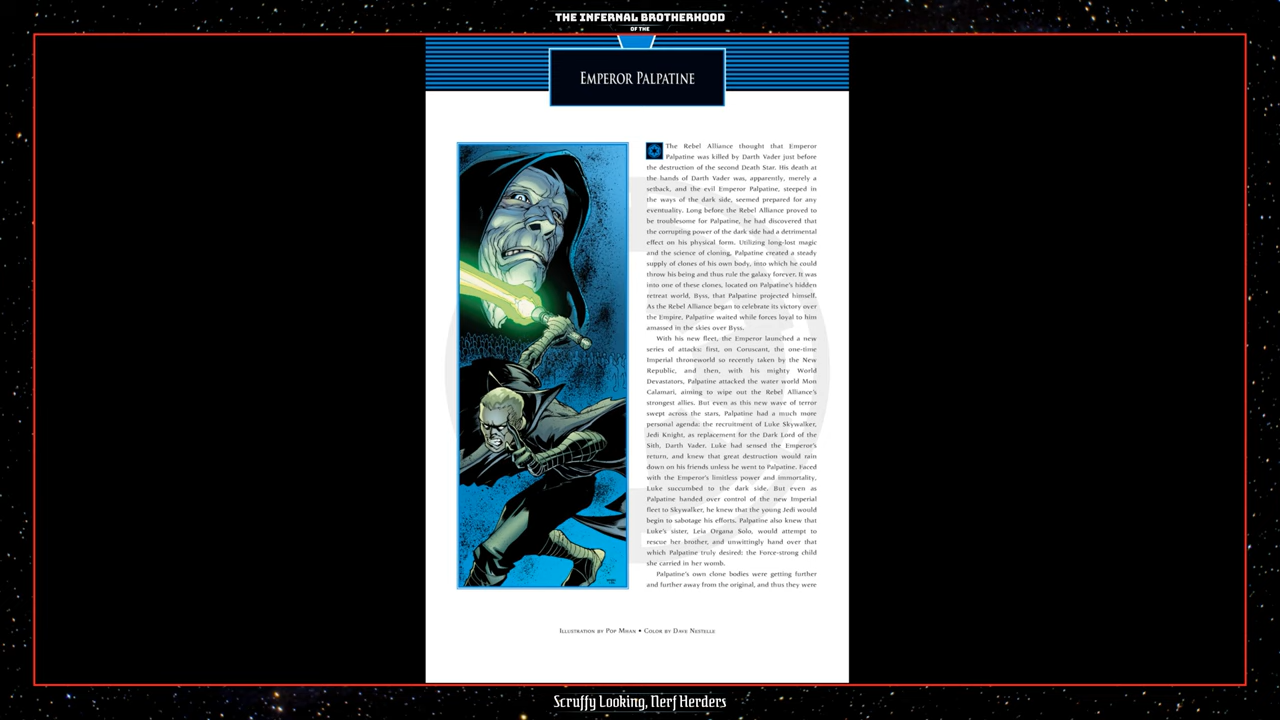 THE INFERNAL BROTHERHOOD
OF THE
EMPEROR PALPATINE
The Rebel Alliance thought that Emperor
Palpatine was killed by Darth Vader just before
the destruction of the second Death Star. His death at
the hands of Darth Vader was, apparently, merely a
setback, and the evil Emperor Palpatine, steeped in
the ways of the dark side, seemed prepared for any
eventuality. Long before the Rebel Alliance proved to
be troublesome for Palpatine, he had discovered that
the corrupting power of the dark side had a detrimental
effect on his physical form. Utilizing long-lost magic
and the science of cloning, Palpatine created a steady
supply of clones of his own body, into which he could
throw his being and thus rule the galaxy forever. It was
into one of these clones, located on Palpatine's hidden
retreat world, Byss, that Palpatine projected himself.
As the Rebel Alliance began to celebrate its victory over
the Empire, Palpatine waited while forces loyal to him
amassed in the skies over Byss.
With his new fleet, the Emperor launched a new
series of attacks: first, on Coruscant, the one-time
Imperial throneworld so recently taken by the New
Republic, and then, with his mighty World
Devastators, Palpatine attacked the water world Mon
Calamari, aiming to wipe out the Rebel Alliance's
strongest allies. But even as this new wave of terror
swept across the stars, Palpatine had a much more
personal agenda: the recruitment of Luke Skywalker,
Jedi Knight, as replacement for the Dark Lord of the
Sith, Darth Vader. Luke had sensed the Emperor's
return, and knew that great destruction would rain
down on his friends unless he went to Palpatine. Faced
with the Emperor's limitless power and immortality,
Luke succumbed to the dark side. But even as
Palpatine handed over control of the new Imperial
fleet to Skywalker, he knew that the young Jedi would
begin to sabotage his efforts. Palpatine also knew that
Luke's sister, Leia Organa Solo, would attempt to
rescue her brother, and unwittingly hand over that
which Palpatine truly desired: the Force-strong child
she carried in her womb.
Palpatine's own clone bodies were getting further
and further away from the original, and thus they were
ILLUSTRATION BY POP MHAN • COLOR BY DAVE NESTELLE
Scruffy Looking, Nerf Herders